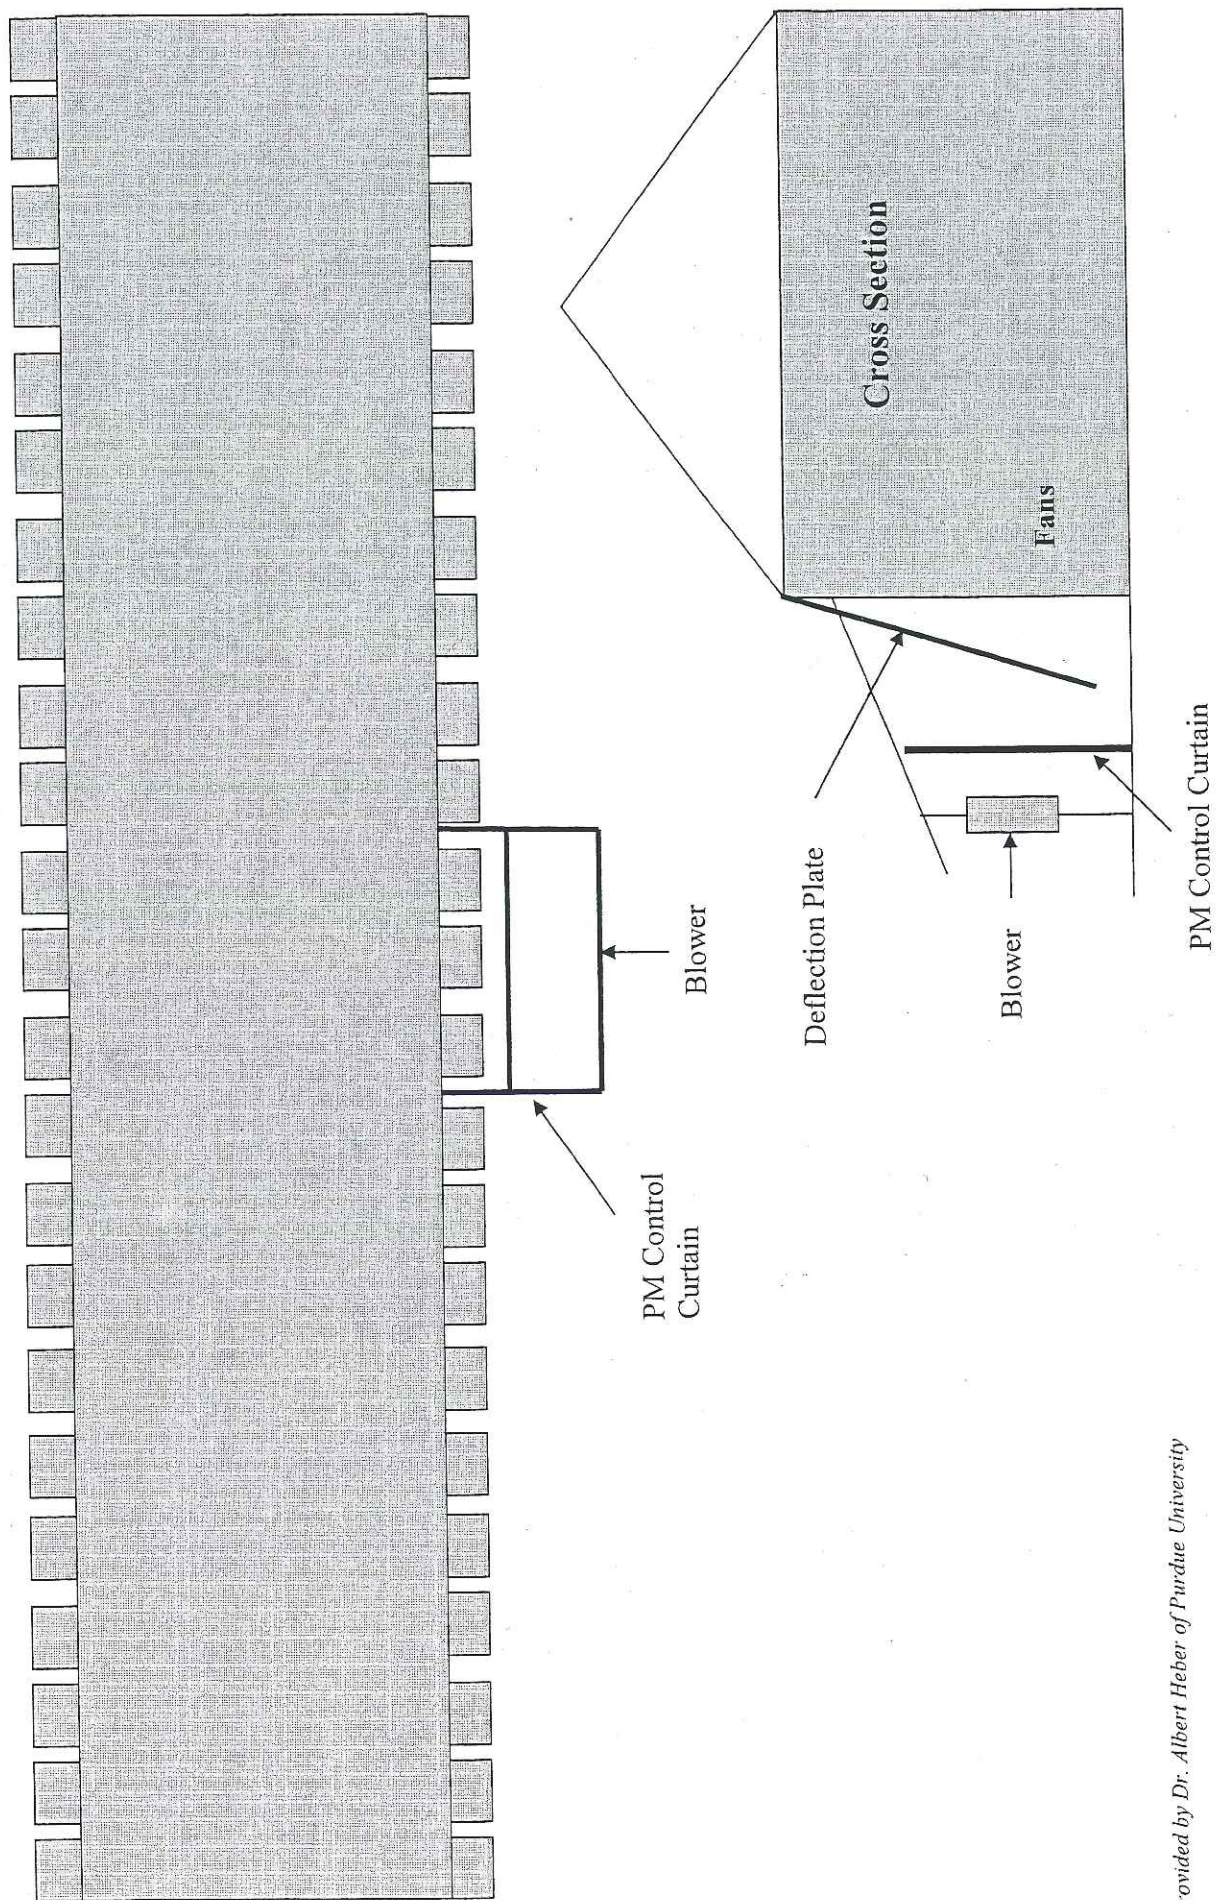 PM Control
Curtain
Blower
Cross Section
Fans
Deflection Plate
Blower
PM Control Curtain
rovided by Dr. Albert Heber of Purdue University